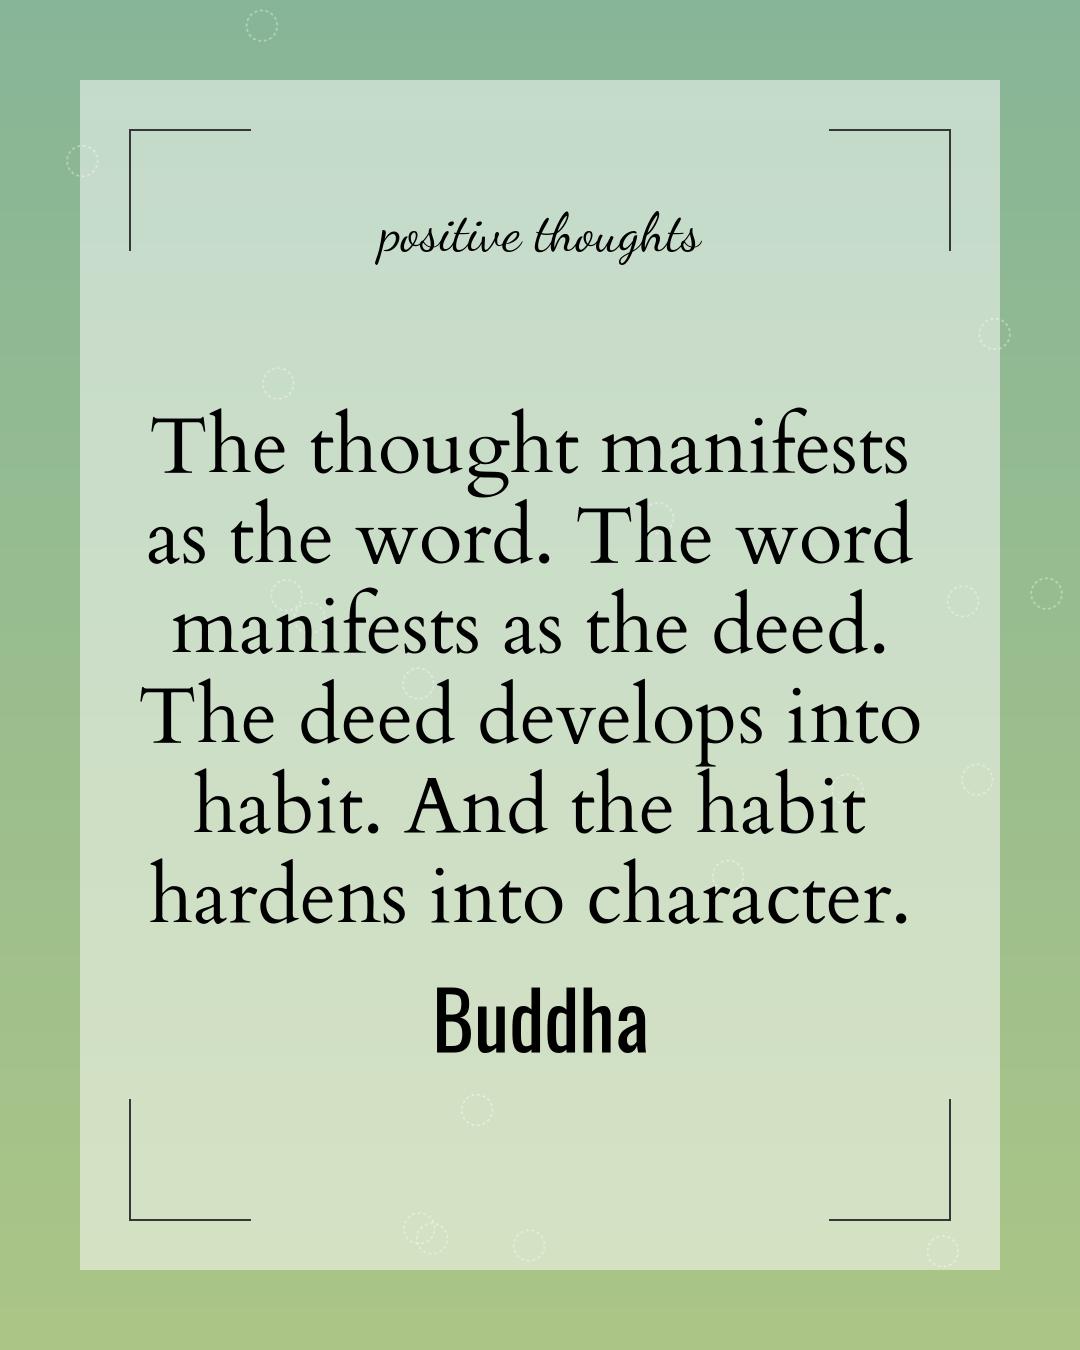 positive thoughts
The thought manifests
as the word. The word
manifests as the deed.
The deed develops into
habit. And the habit
hardens into character.
Buddha